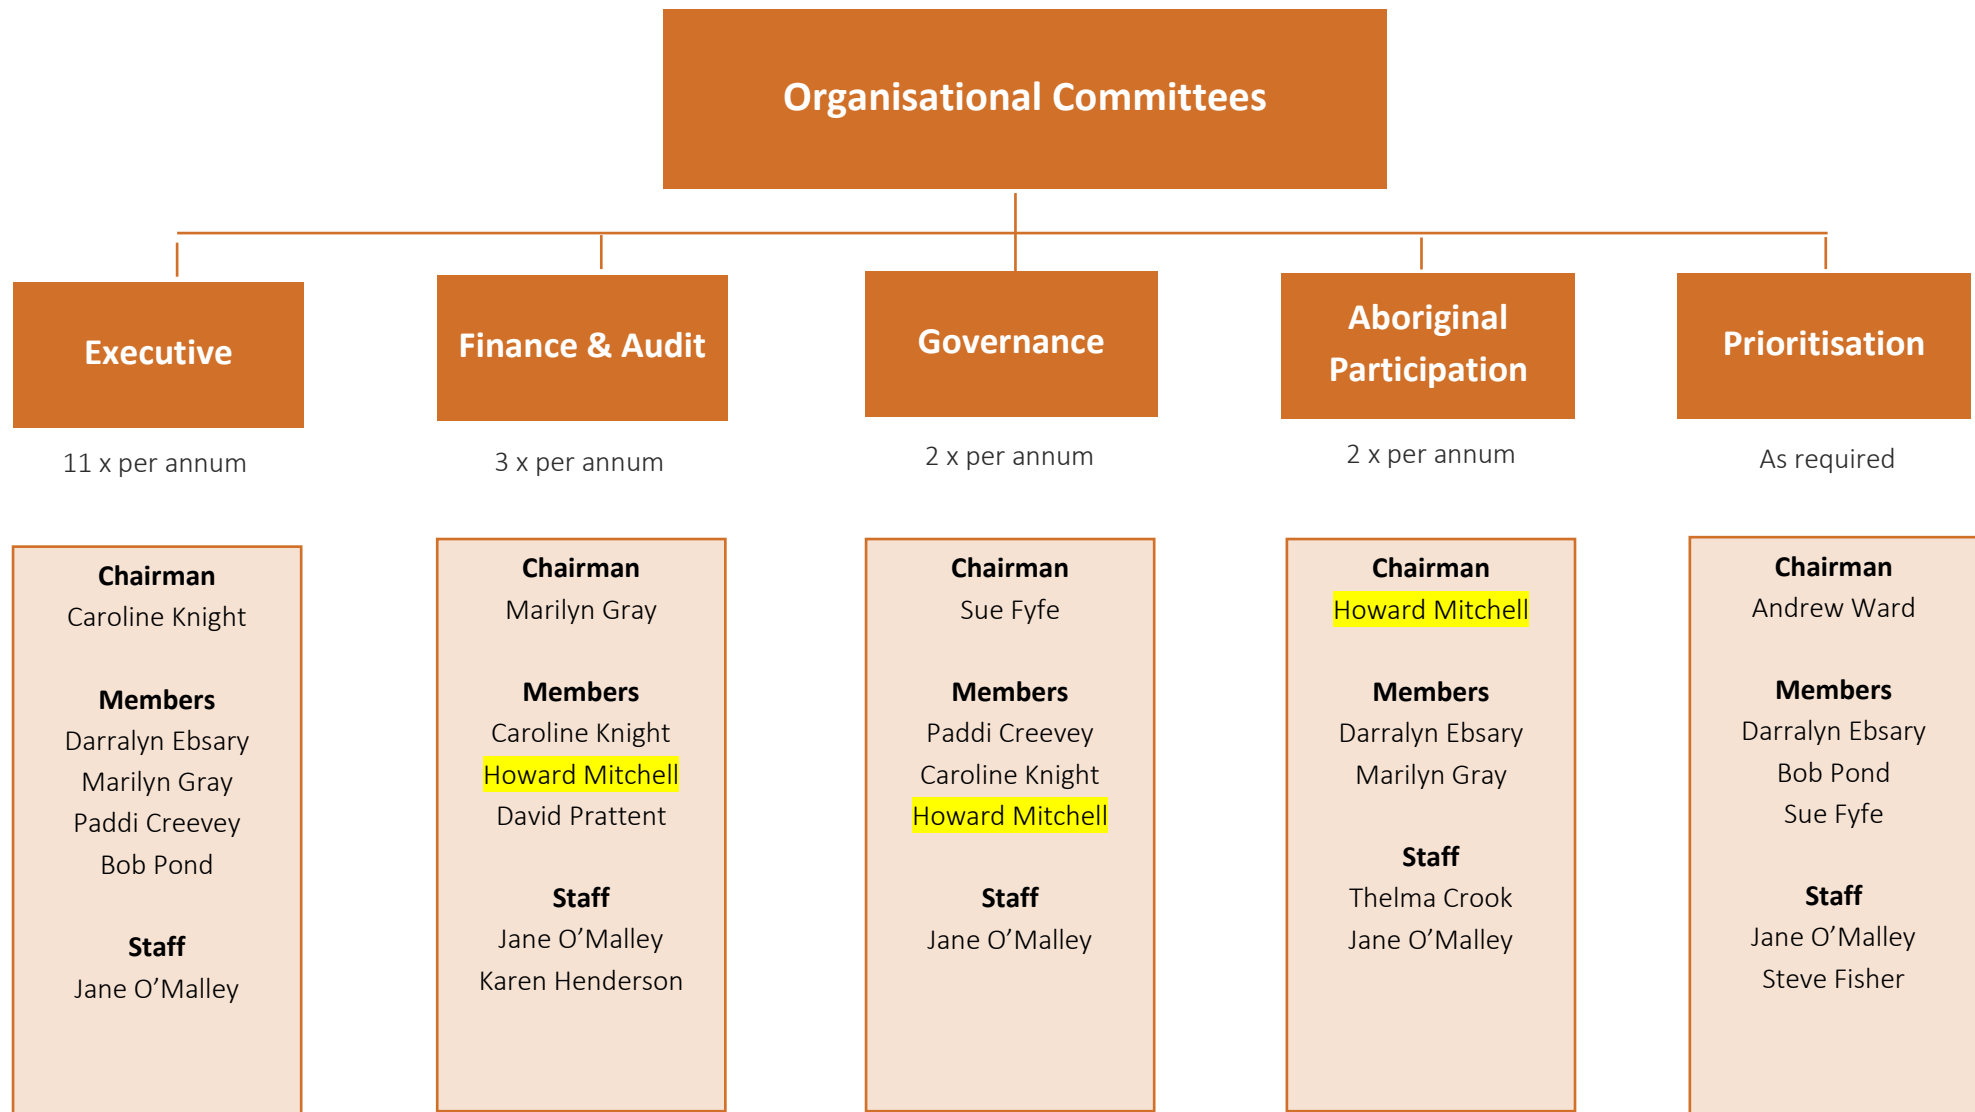 Organisational Committees
Executive
11 x per annum
Chairman
Caroline Knight
Members
Darralyn Ebsary
Marilyn Gray
Paddi Creevey
Bob Pond
Staff
Jane O’Malley
Finance & Audit
3 x per annum
Chairman
Marilyn Gray
Members
Caroline Knight
Howard Mitchell
David Prattent
Staff
Jane O’Malley
Karen Henderson
Governance
2 x per annum
Chairman
Sue Fyfe
Members
Paddi Creevey
Caroline Knight
Howard Mitchell
Staff
Jane O’Malley
Aboriginal
Participation
2 x per annum
Chairman
Howard Mitchell
Members
Darralyn Ebsary
Marilyn Gray
Staff
Thelma Crook
Jane O’Malley
Prioritisation
As required
Chairman
Andrew Ward
Members
Darralyn Ebsary
Bob Pond
Sue Fyfe
Staff
Jane O’Malley
Steve Fisher